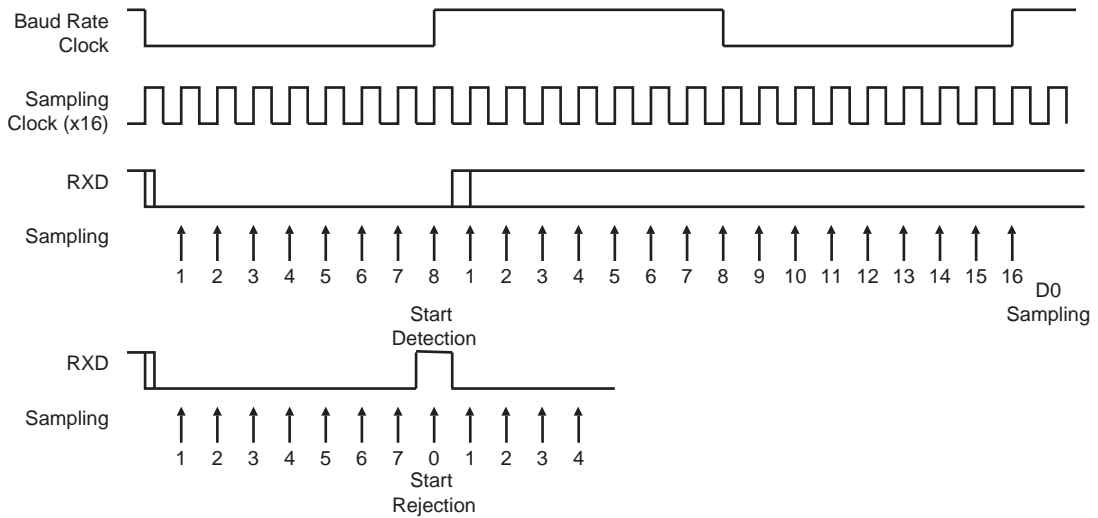 Baud Rate
Clock
Sampling
Clock (x16)
RXD
Sampling
1 2 3 4 5 6 7 8 1 2 3 4 5 6 7 8 9 10 11 12 13 14 15 16
D0
Sampling
Start
Detection
RXD
Sampling
1 2 3 4 5 6 7 0 1 2 3 4
Start
Rejection